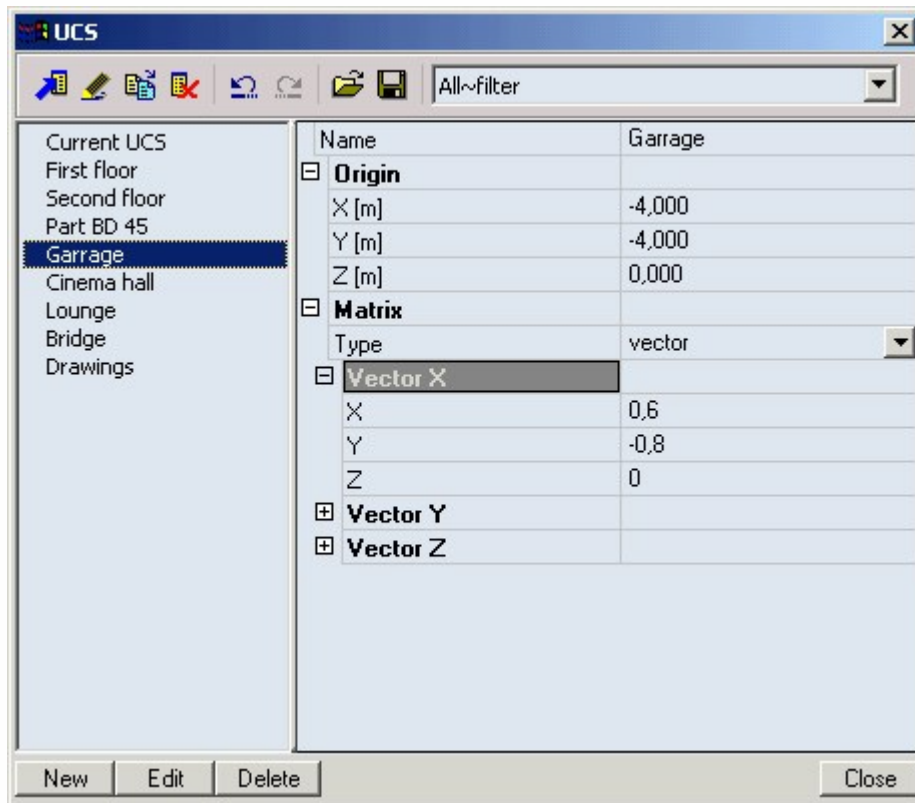 UCS
All~filter
Current UCS
First floor
Second floor
Part BD 45
Garrage
Cinema hall
Lounge
Bridge
Drawings
Name Garrage
Origin
X [m] -4,000
Y [m] -4,000
Z [m] 0,000
Matrix
Type vector
Vector X
X 0,6
Y -0,8
Z 0
Vector Y
Vector Z
New Edit Delete Close